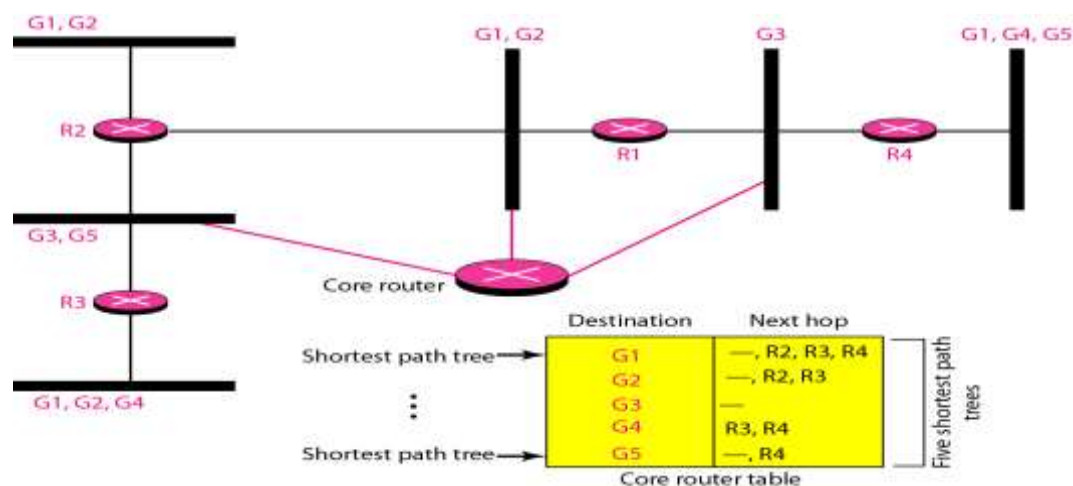 G1, G2
G1, G2
G3
G1, G4, G5
R2
R1
R4
G3, G5
Core router
R3
G1, G2, G4
Destination Next hop
Shortest path tree G1 —, R2, R3, R4
G2 —, R2, R3
G3 —
G4 R3, R4
Shortest path tree G5 —, R4
Five shortest path
trees
Core router table